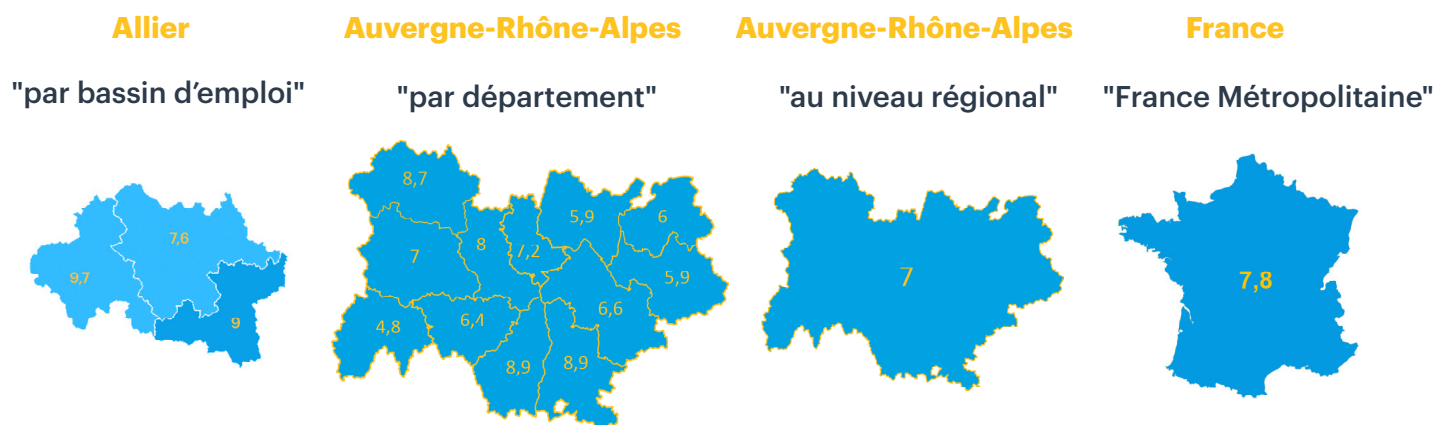 Allier
Auvergne-Rhône-Alpes
Auvergne-Rhône-Alpes
France
"par bassin d’emploi"
"par département"
"au niveau régional"
"France Métropolitaine"
9,7
7,6
9
8,7
7
8
7,2
5,9
6
5,9
6,6
4,8
6,4
8,9
8,9
7
7,8